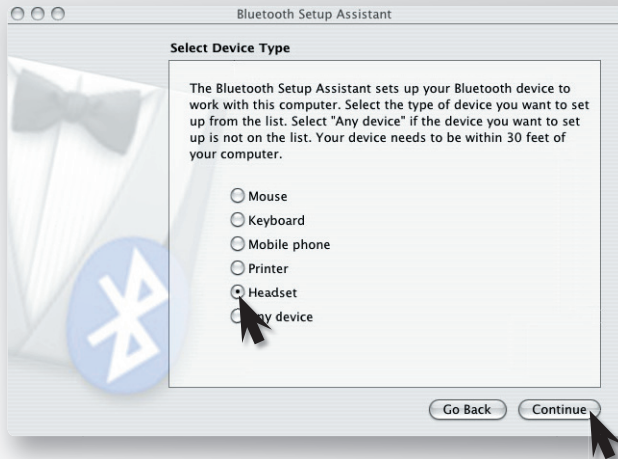 Bluetooth Setup Assistant
Select Device Type
The Bluetooth Setup Assistant sets up your Bluetooth device to
work with this computer. Select the type of device you want to set
up from the list. Select "Any device" if the device you want to set
up is not on the list. Your device needs to be within 30 feet of
your computer.
Mouse
Keyboard
Mobile phone
Printer
Headset
Any device
Go Back
Continue